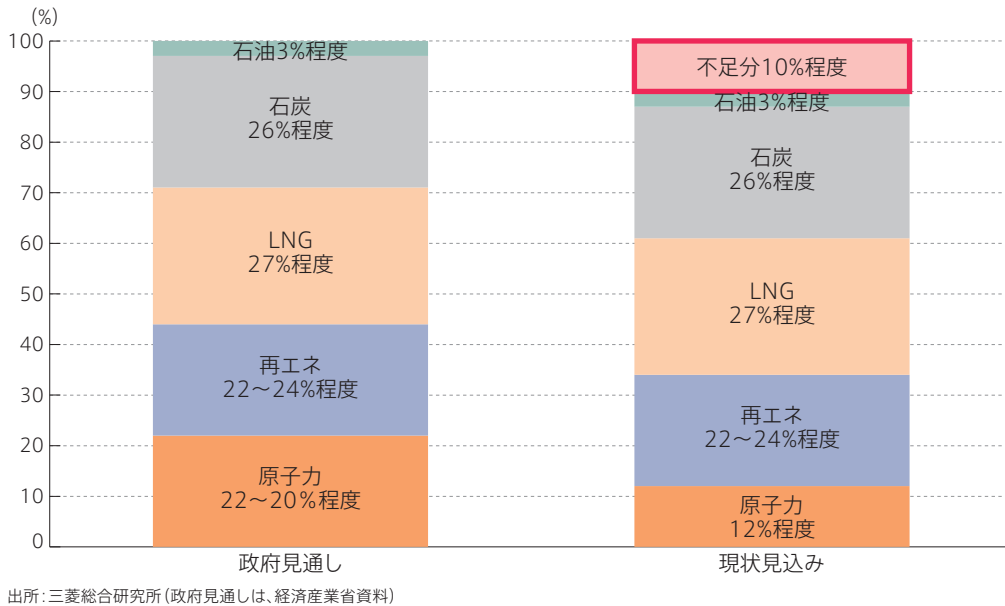 (%)
100
90
80
70
60
50
40
30
20
10
0
石油3%程度
石炭
26%程度
LNG
27%程度
再エネ
22～24%程度
原子力
22～20%程度
政府見通し
不足分10%程度
石油3%程度
石炭
26%程度
LNG
27%程度
再エネ
22～24%程度
原子力
12%程度
現状見込み
出所：三菱総合研究所（政府見通しは、経済産業省資料）